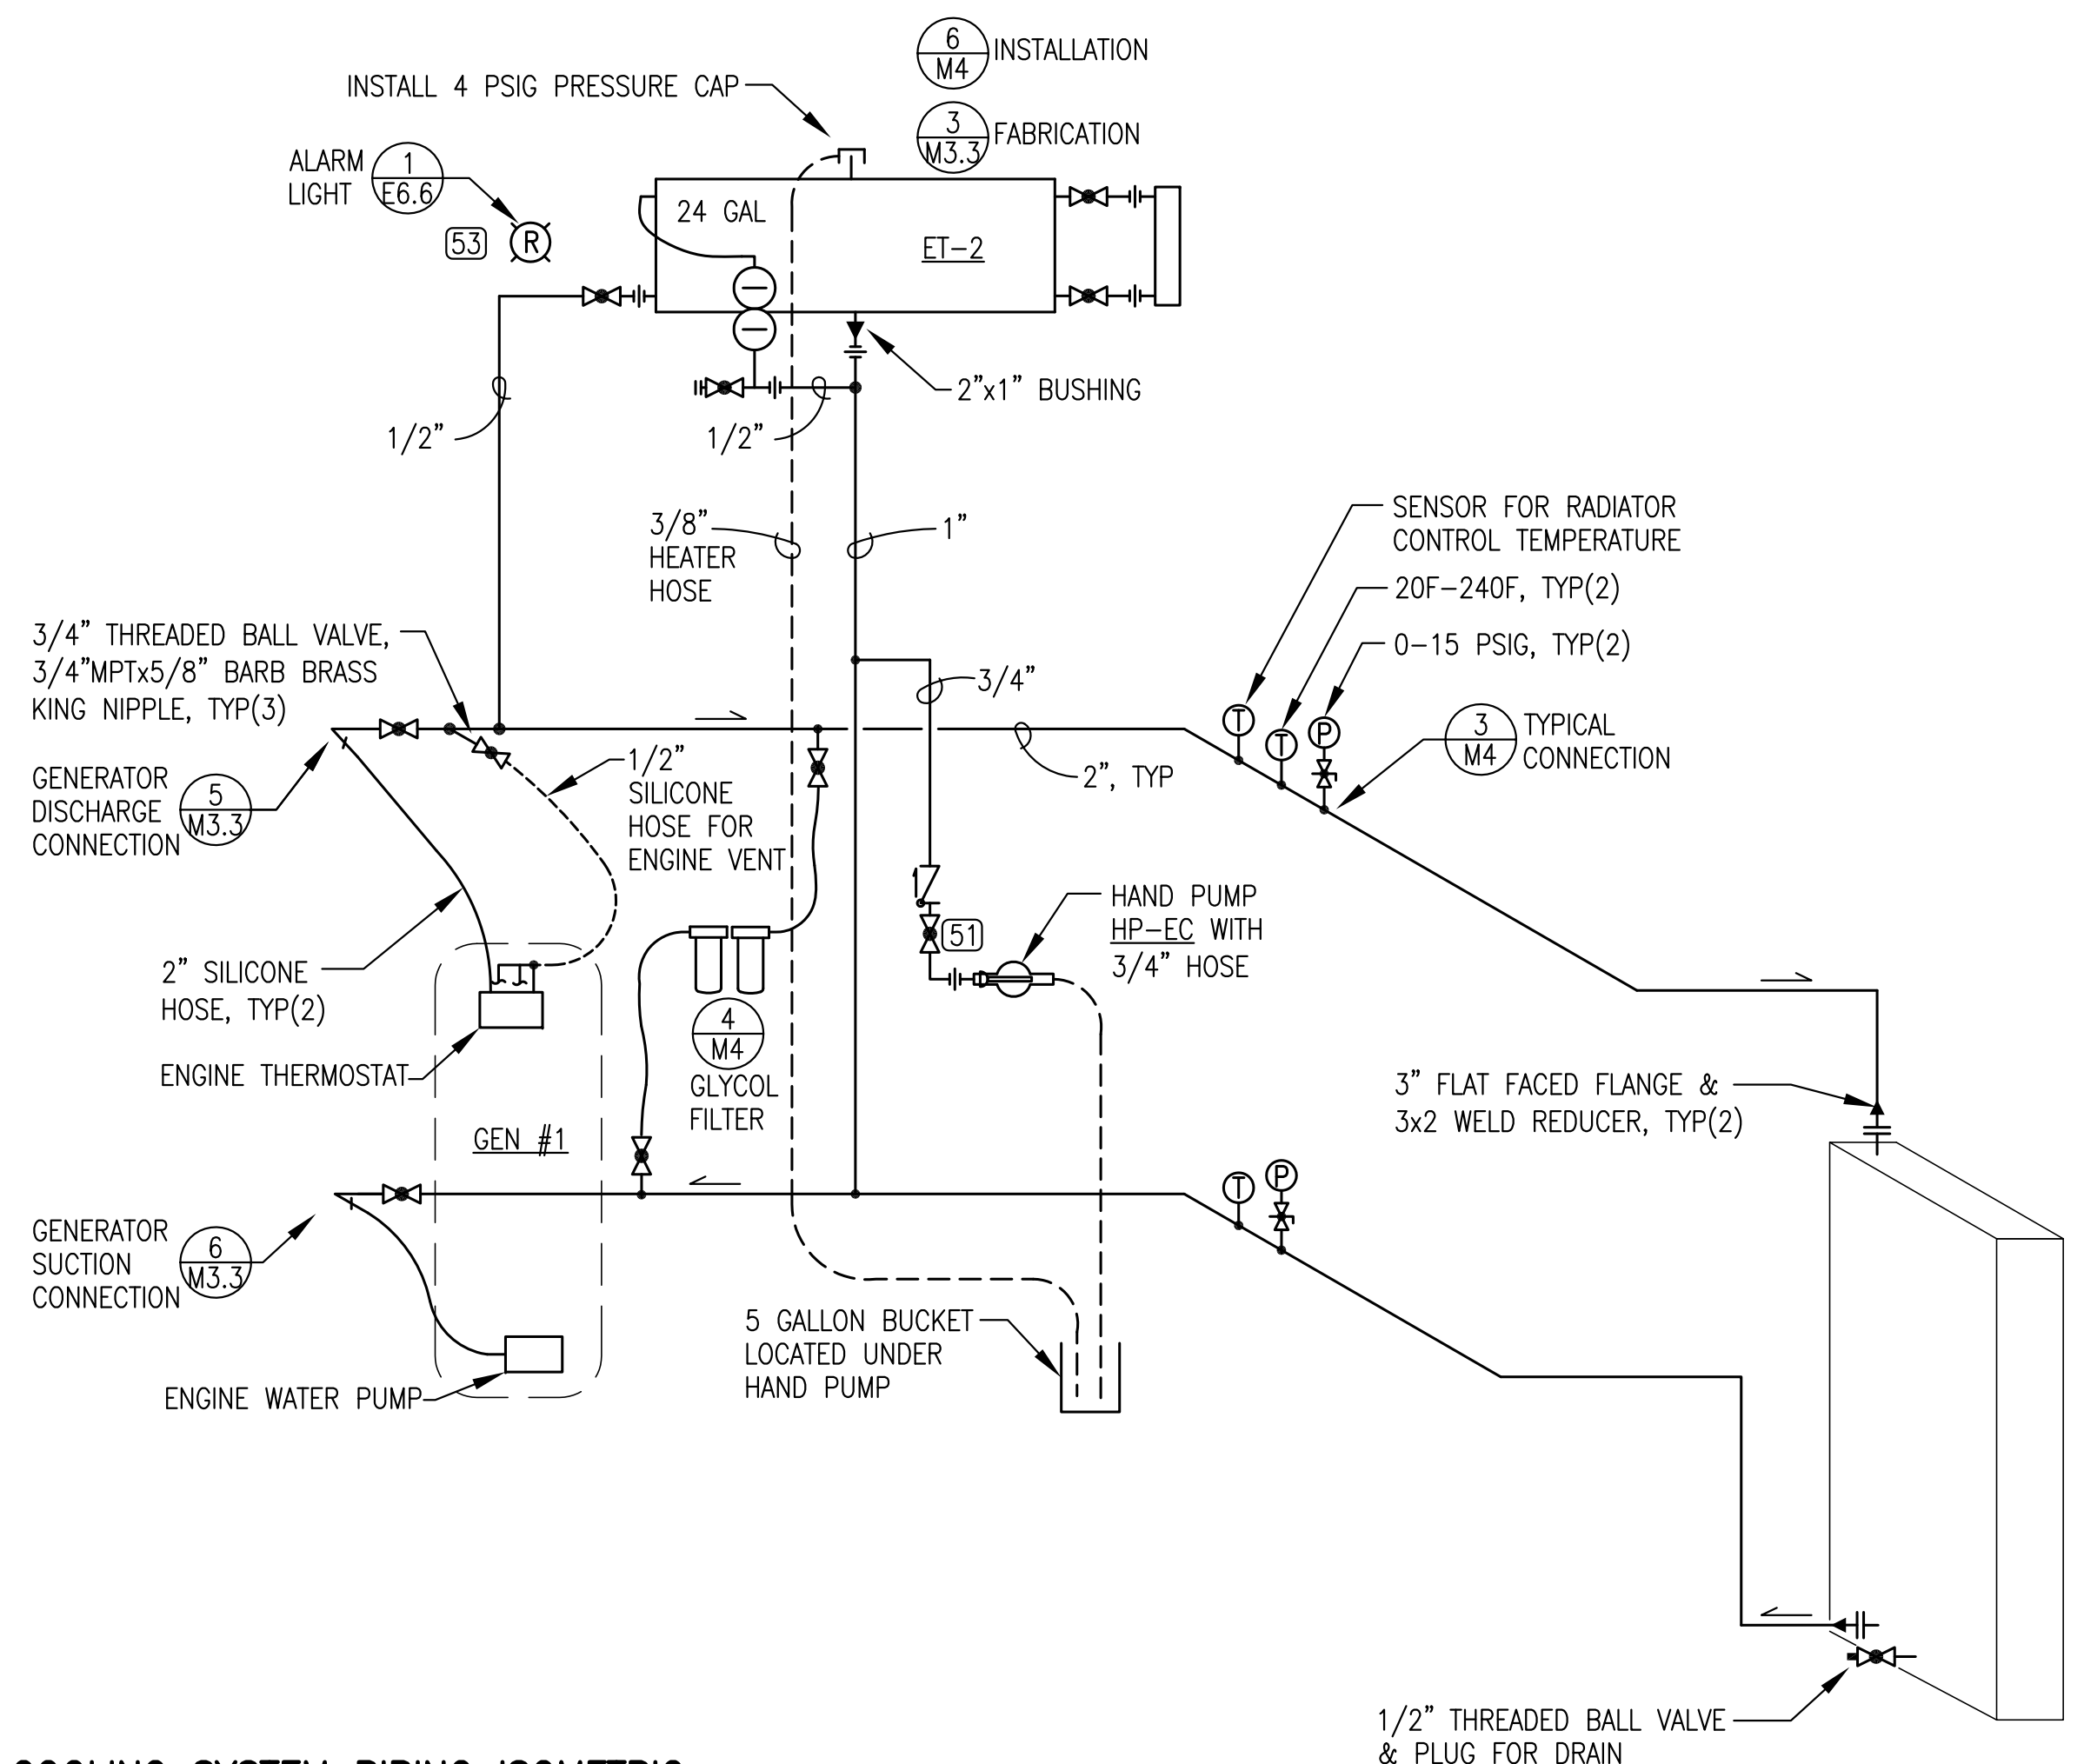 6
M4
INSTALLATION
INSTALL 4 PSIG PRESSURE CAP
3
M3.3
FABRICATION
ALARM
LIGHT
1
E6.6
53
R
24 GAL
ET-2
2"x1" BUSHING
1/2"
1/2"
3/8"
HEATER
HOSE
1"
SENSOR FOR RADIATOR
CONTROL TEMPERATURE
20F-240F, TYP(2)
0-15 PSIG, TYP(2)
3/4" THREADED BALL VALVE,
3/4"MPTx5/8" BARB BRASS
KING NIPPLE, TYP(3)
3/4"
T
T
P
3
M4
TYPICAL
CONNECTION
GENERATOR
DISCHARGE
CONNECTION
5
M3.3
1/2"
SILICONE
HOSE FOR
ENGINE VENT
2", TYP
HAND PUMP
HP-EC WITH
3/4" HOSE
51
2" SILICONE
HOSE, TYP(2)
4
M4
GLYCOL
FILTER
ENGINE THERMOSTAT
GEN #1
3" FLAT FACED FLANGE &
3x2 WELD REDUCER, TYP(2)
T
P
GENERATOR
SUCTION
CONNECTION
6
M3.3
5 GALLON BUCKET
LOCATED UNDER
HAND PUMP
ENGINE WATER PUMP
1/2" THREADED BALL VALVE
& PLUG FOR DRAIN
COOLING SYSTEM PIPING ISOMETRIC